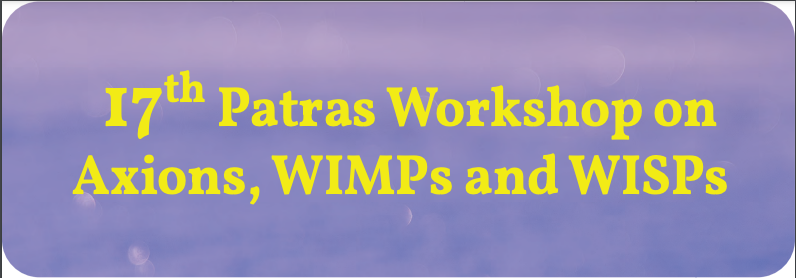 17th Patras Workshop on
Axions, WIMPs and WISPs